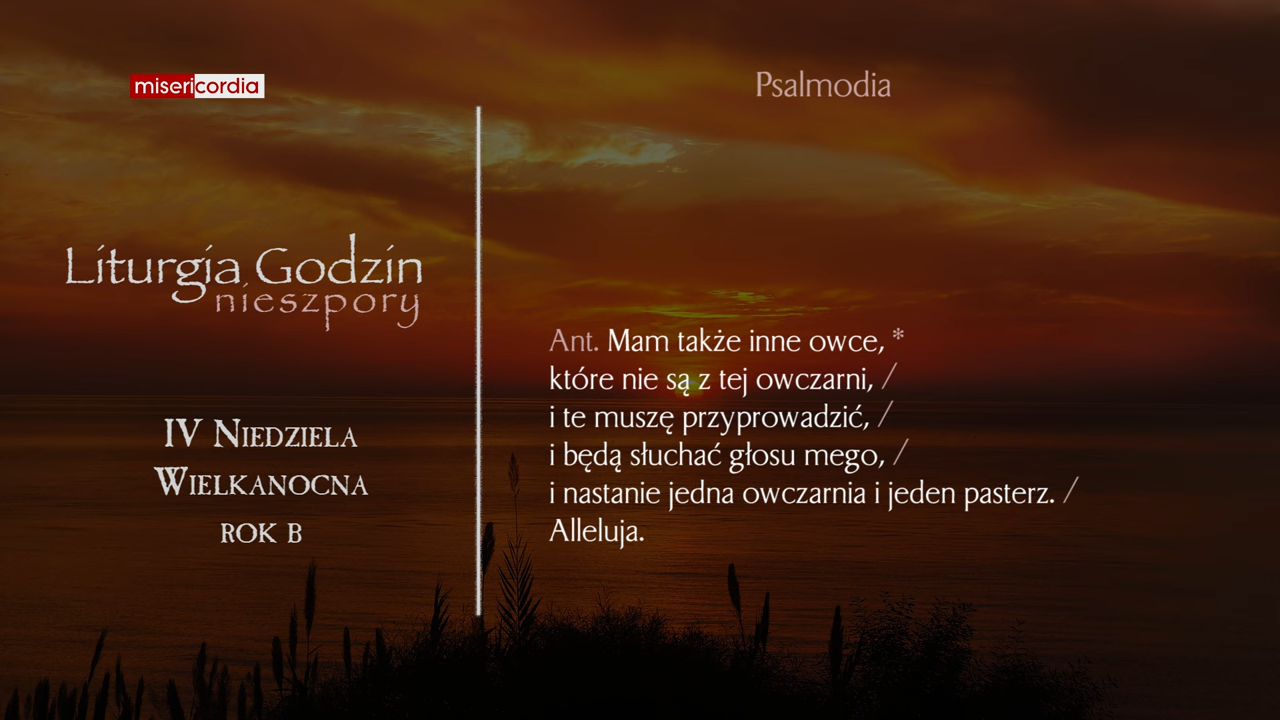 misericordia
Psalmodia
Liturgia Godzin
nieszpory
IV Niedziela
Wielkanocna
rok B
Ant. Mam także inne owce, *
które nie są z tej owczarni, /
i te muszę przyprowadzić, /
i będą słuchać głosu mego, /
i nastanie jedna owczarnia i jeden pasterz. /
Alleluja.